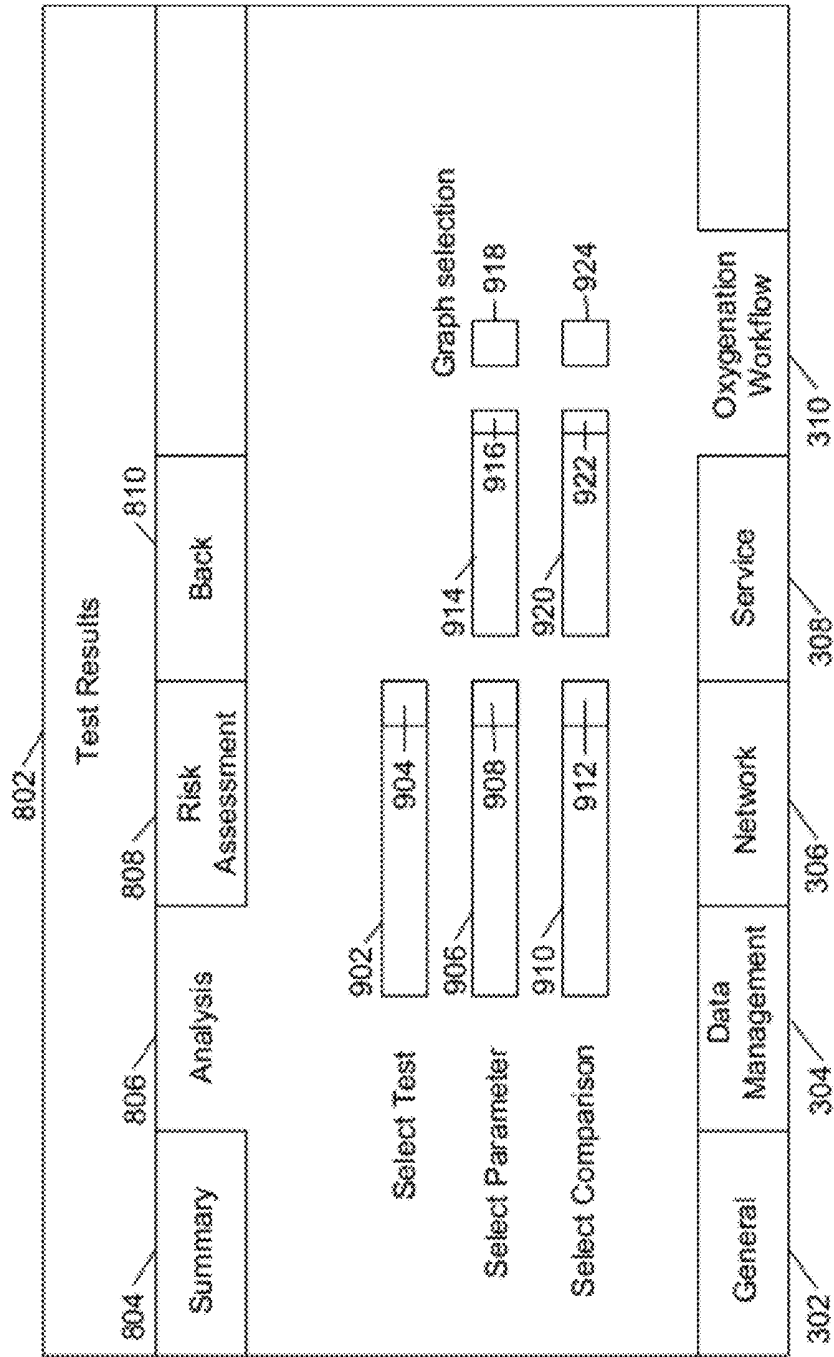 802
Test Results
804
806
808
810
Summary
Analysis
Risk
Assessment
Back
Select Test
902
904
Graph selection
Select Parameter
906
908
914
916
918
Select Comparison
910
912
920
922
924
General
Data
Management
Network
Service
Oxygenation
Workflow
302
304
306
308
310